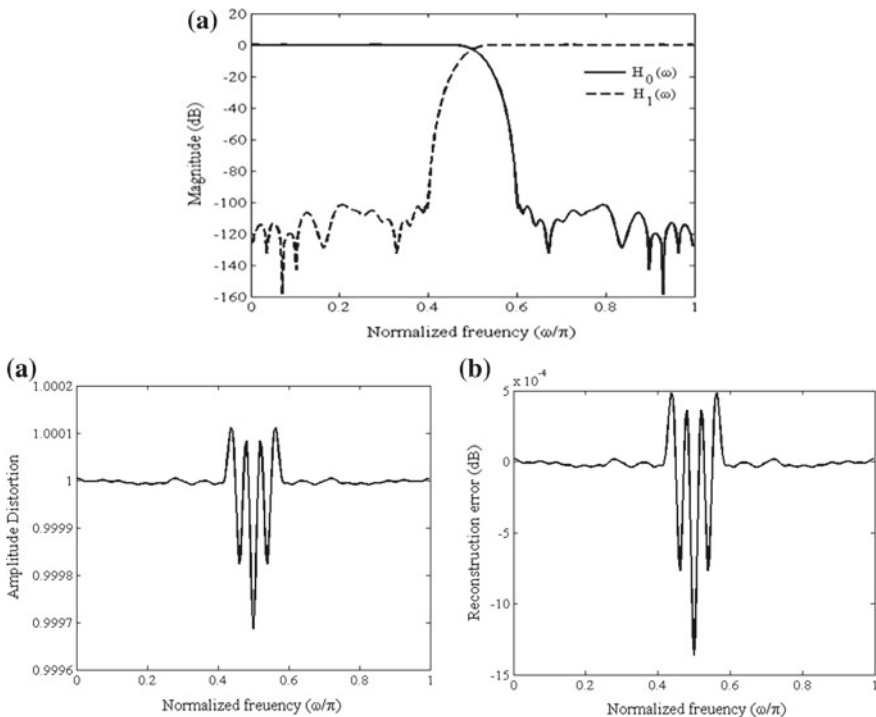 (a)
20
0
-20
-40
-60
-80
-100
-120
-140
-160
Magnitude (dB)
H0(ω)
H1(ω)
0 0.2 0.4 0.6 0.8 1
Normalized freuency (ω/π)
(a)
1.0002
1.0001
1
0.9999
0.9998
0.9997
0.9996
Amplitude Distortion
0 0.2 0.4 0.6 0.8 1
Normalized freuency (ω/π)
(b)
x 10-4
5
0
-5
-10
-15
Reconstruction error (dB)
0 0.2 0.4 0.6 0.8 1
Normalized freuency (ω/π)